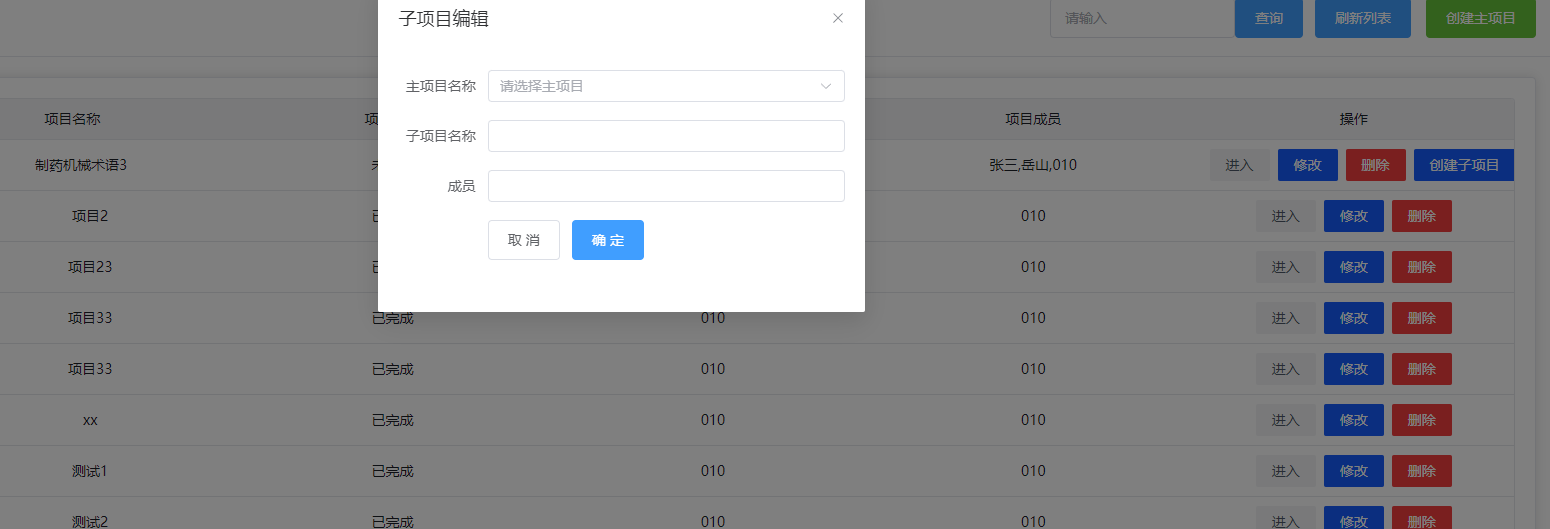 子项目编辑
请输入 查询 刷新列表 创建主项目
主项目名称 请选择主项目
子项目名称
成员
取 消 确 定
项目名称 项目成员 操作
制药机械术语3 张三,岳山,010 进入 修改 删除 创建子项目
项目2 010 进入 修改 删除
项目23 010 进入 修改 删除
项目33 已完成 010 010 进入 修改 删除
项目33 已完成 010 010 进入 修改 删除
xx 已完成 010 010 进入 修改 删除
测试1 已完成 010 010 进入 修改 删除
测试2 已完成 010 010 进入 修改 删除